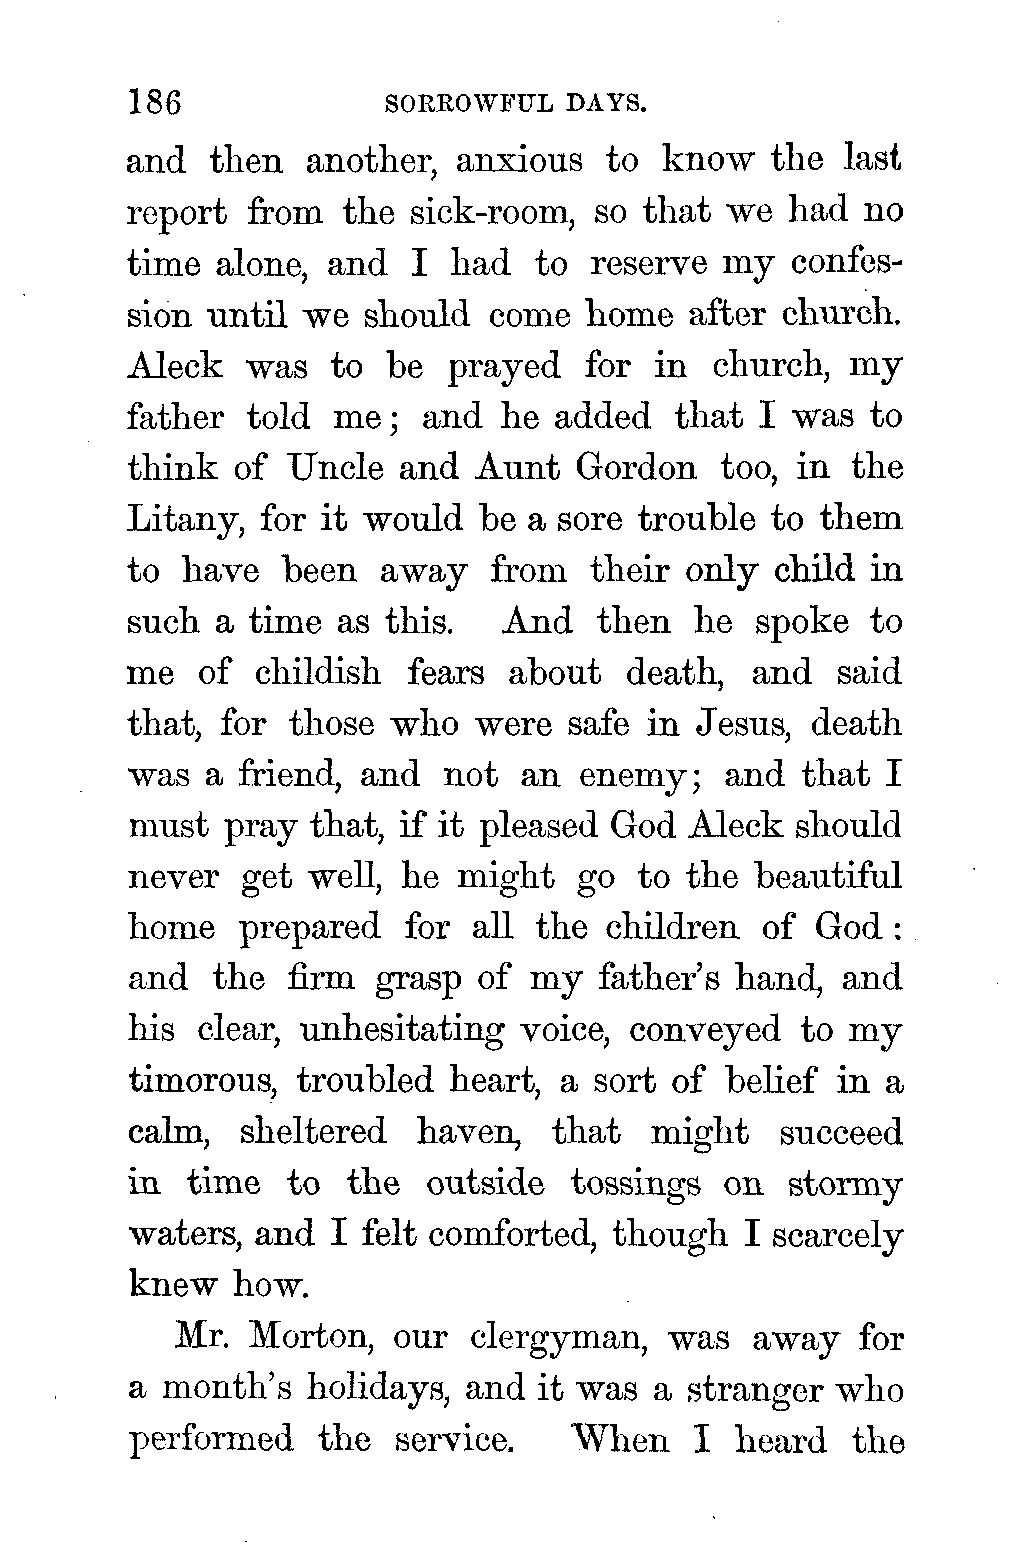 186 SORROWFUL DAYS.
and then another, anxious to know the last
report from the sick-room, so that we had no
time alone, and I had to reserve my confes-
sion until we should come home after church.
Aleck was to be prayed for in church, my
father told me; and he added that I was to
think of Uncle and Aunt Gordon too, in the
Litany, for it would be a sore trouble to them
to have been away from their only child in
such a time as this. And then he spoke to
me of childish fears about death, and said
that, for those who were safe in Jesus, death
was a friend, and not an enemy; and that I
must pray that, if it pleased God Aleck should
never get well, he might go to the beautiful
home prepared for all the children of God:
and the firm grasp of my father's hand, and
his clear, unhesitating voice, conveyed to my
timorous, troubled heart, a sort of belief in a
calm, sheltered haven, that might succeed
in time to the outside tossings on stormy
waters, and I felt comforted, though I scarcely
knew how.
Mr. Morton, our clergyman, was away for
a month's holidays, and it was a stranger who
performed the service. When I heard the